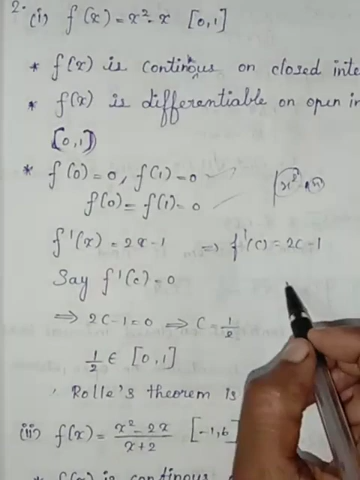 2. (i) f(x) = x² - x [0,1]
* f(x) is continous on closed inte
* f(x) is differentiable on open in
(0,1)
* f(0) = 0, f(1) = 0
f(0) = f(1) = 0
f'(x) = 2x - 1 ⇒ f'(c) = 2c - 1
Say f'(c) = 0
⇒ 2c - 1 = 0 ⇒ c = 1/2
1/2 ∈ [0,1]
∴ Rolle's theorem is
(ii) f(x) = (x² - 2x)/(x+2) [-1,6]
* f(x) is continous